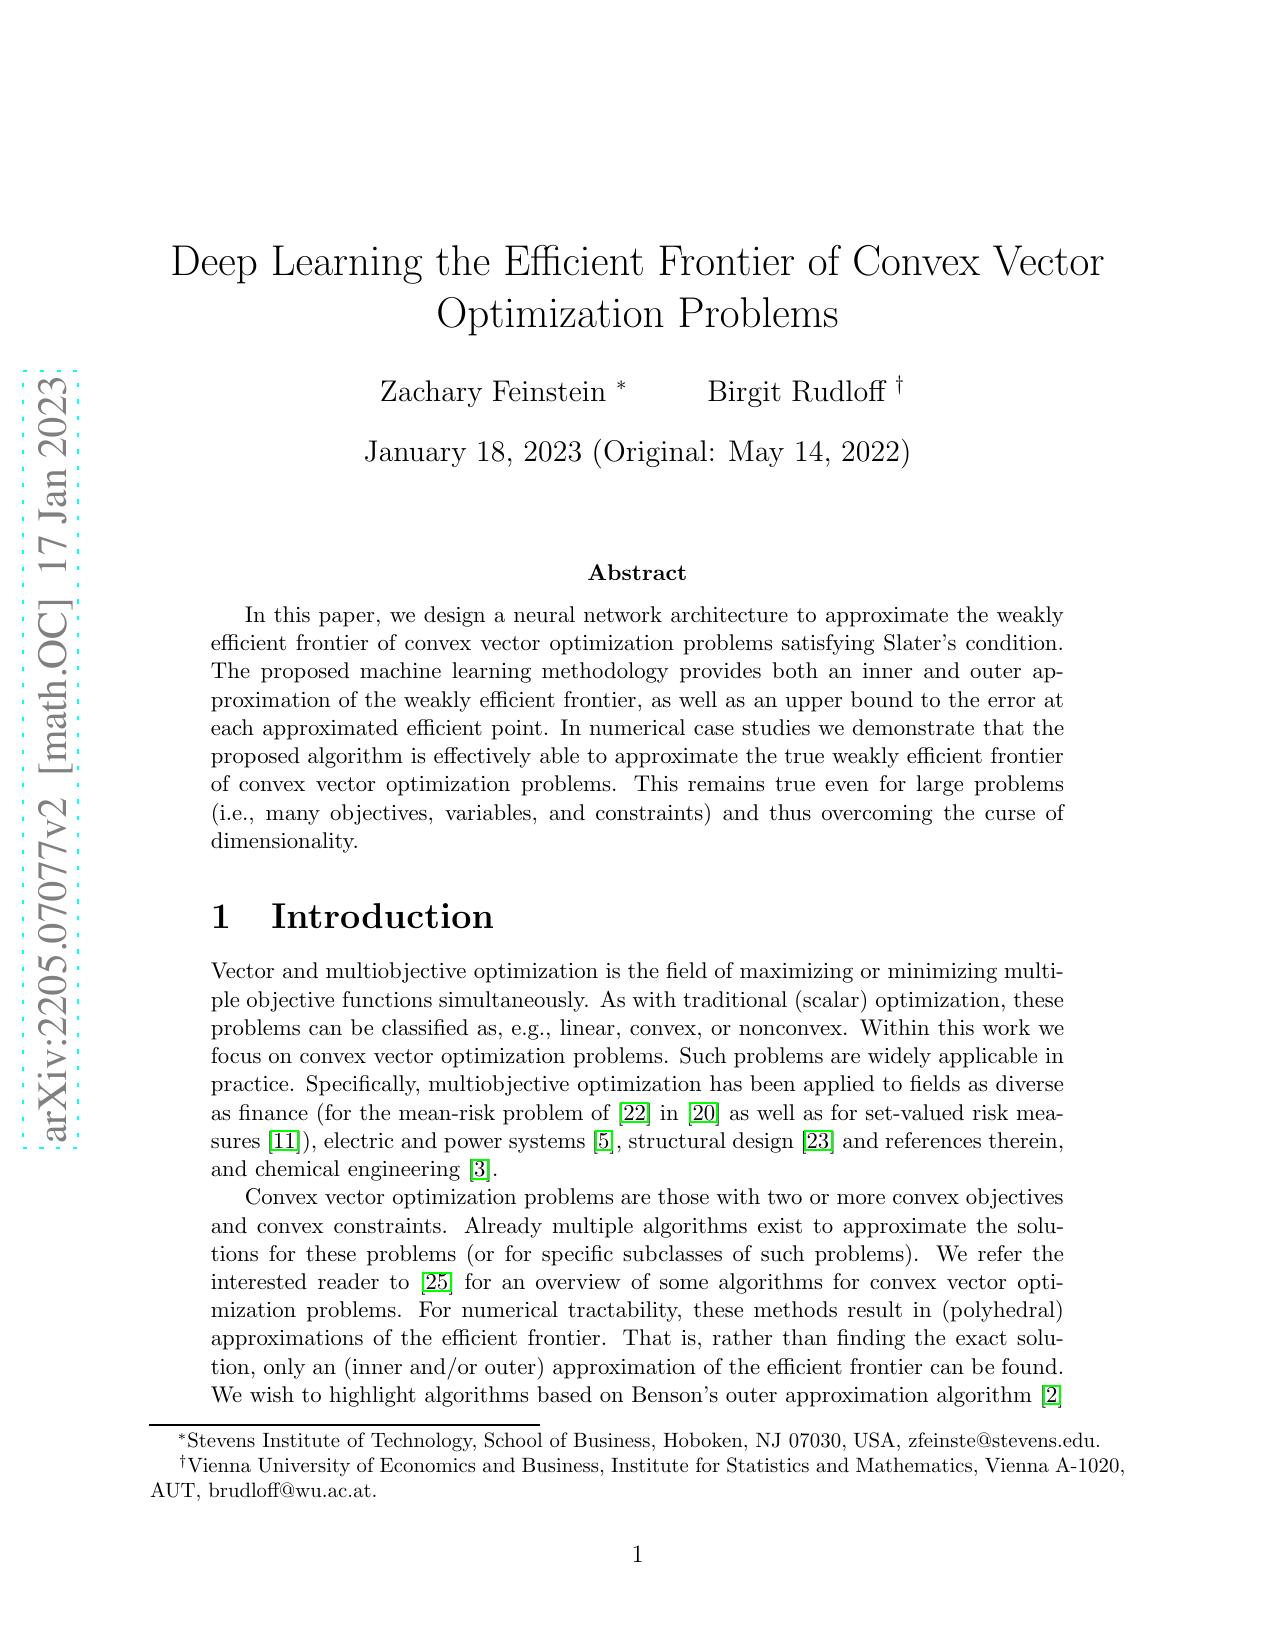 Deep Learning the Efficient Frontier of Convex Vector
Optimization Problems
Zachary Feinstein * Birgit Rudloff †
January 18, 2023 (Original: May 14, 2022)
arXiv:2205.07077v2 [math.OC] 17 Jan 2023
Abstract
In this paper, we design a neural network architecture to approximate the weakly
efficient frontier of convex vector optimization problems satisfying Slater's condition.
The proposed machine learning methodology provides both an inner and outer ap-
proximation of the weakly efficient frontier, as well as an upper bound to the error at
each approximated efficient point. In numerical case studies we demonstrate that the
proposed algorithm is effectively able to approximate the true weakly efficient frontier
of convex vector optimization problems. This remains true even for large problems
(i.e., many objectives, variables, and constraints) and thus overcoming the curse of
dimensionality.
1 Introduction
Vector and multiobjective optimization is the field of maximizing or minimizing multi-
ple objective functions simultaneously. As with traditional (scalar) optimization, these
problems can be classified as, e.g., linear, convex, or nonconvex. Within this work we
focus on convex vector optimization problems. Such problems are widely applicable in
practice. Specifically, multiobjective optimization has been applied to fields as diverse
as finance (for the mean-risk problem of [22] in [20] as well as for set-valued risk mea-
sures [11]), electric and power systems [5], structural design [23] and references therein,
and chemical engineering [3].
Convex vector optimization problems are those with two or more convex objectives
and convex constraints. Already multiple algorithms exist to approximate the solu-
tions for these problems (or for specific subclasses of such problems). We refer the
interested reader to [25] for an overview of some algorithms for convex vector opti-
mization problems. For numerical tractability, these methods result in (polyhedral)
approximations of the efficient frontier. That is, rather than finding the exact solu-
tion, only an (inner and/or outer) approximation of the efficient frontier can be found.
We wish to highlight algorithms based on Benson's outer approximation algorithm [2]
*Stevens Institute of Technology, School of Business, Hoboken, NJ 07030, USA, zfeinste@stevens.edu.
†Vienna University of Economics and Business, Institute for Statistics and Mathematics, Vienna A-1020,
AUT, brudloff@wu.ac.at.
1